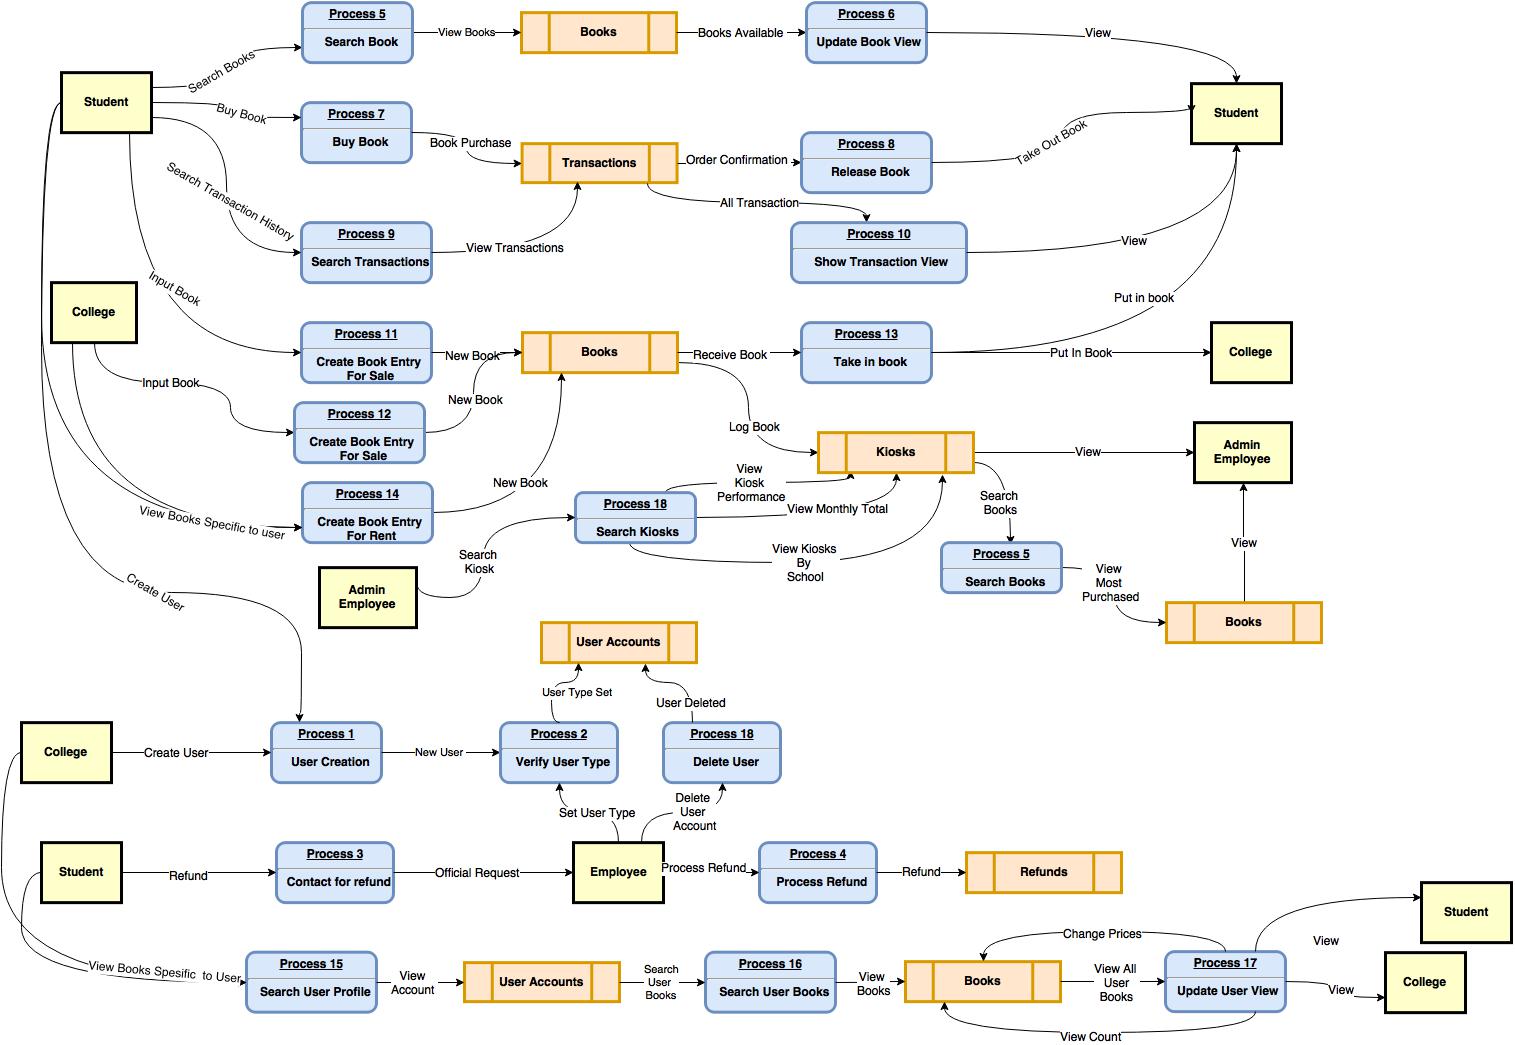 Process 5
Search Book
View Books
Books
Books Available
Process 6
Update Book View
View
Search Books
Student
Buy Book
Process 7
Buy Book
Book Purchase
Transactions
Order Confirmation
Process 8
Release Book
Take Out Book
Student
Search Transaction History
All Transaction
Process 9
Search Transactions
View Transactions
Process 10
Show Transaction View
View
Input Book
College
Put in book
Process 11
Create Book Entry
For Sale
New Book
Books
Receive Book
Process 13
Take in book
Put In Book
College
Input Book
Process 12
Create Book Entry
For Sale
New Book
Log Book
Kiosks
View
Admin
Employee
View Books Specific to user
Process 14
Create Book Entry
For Rent
New Book
View
Kiosk
Performance
Process 18
Search Kiosks
View Monthly Total
Search
Books
Search
Kiosk
View Kiosks
By
School
Process 5
Search Books
View
Most
Purchased
View
Create User
Admin
Employee
Books
User Accounts
User Type Set
User Deleted
College
Create User
Process 1
User Creation
New User
Process 2
Verify User Type
Process 18
Delete User
Set User Type
Delete
User
Account
Student
Refund
Process 3
Contact for refund
Official Request
Employee
Process Refund
Process 4
Process Refund
Refund
Refunds
Student
Change Prices
View
View Books Spesific to User
Process 15
Search User Profile
View
Account
User Accounts
Search
User
Books
Process 16
Search User Books
View
Books
Books
View All
User
Books
Process 17
Update User View
View
College
View Count